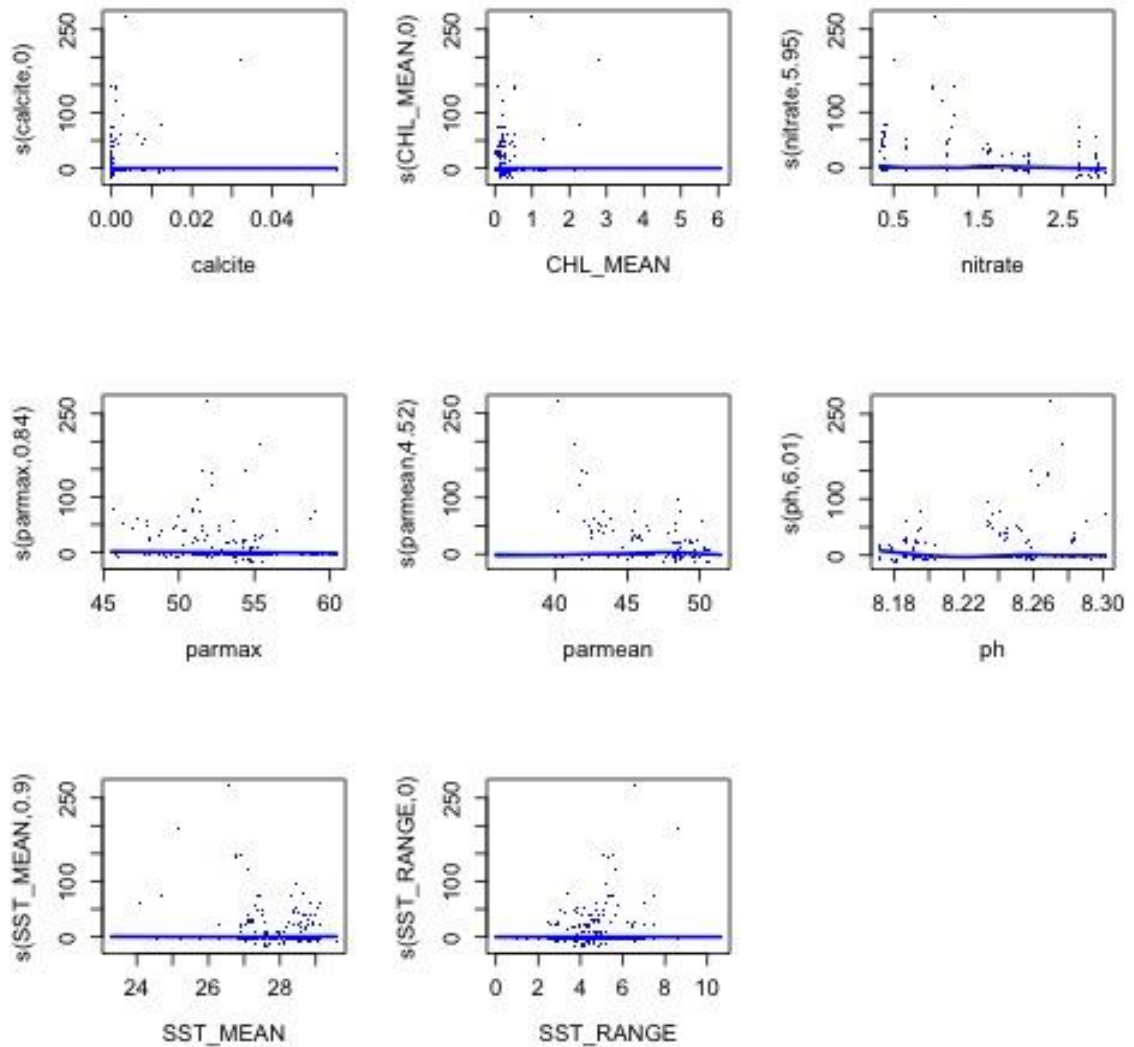 s(calcite,0)
250
100
0
0.00 0.02 0.04
calcite
s(CHL_MEAN,0)
250
100
0
0 1 2 3 4 5 6
CHL_MEAN
s(nitrate,5.95)
250
100
0
0.5 1.5 2.5
nitrate
s(parmax,0.84)
250
100
0
45 50 55 60
parmax
s(parmean,4.52)
250
100
0
40 45 50
parmean
s(ph,6.01)
250
100
0
8.18 8.22 8.26 8.30
ph
s(SST_MEAN,0.9)
250
100
0
24 26 28
SST_MEAN
s(SST_RANGE,0)
250
100
0
0 2 4 6 8 10
SST_RANGE